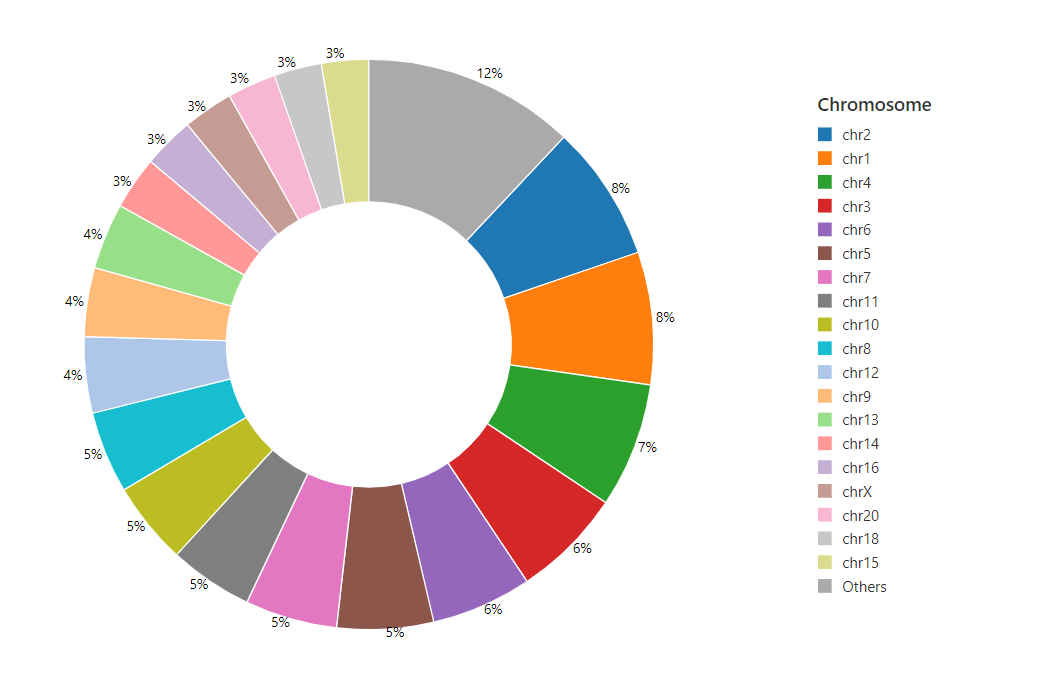 3%
3%
12%
3%
3%
3%
3%
8%
4%
4%
8%
4%
7%
5%
5%
6%
5%
6%
5%
5%
Chromosome
chr2
chr1
chr4
chr3
chr6
chr5
chr7
chr11
chr10
chr8
chr12
chr9
chr13
chr14
chr16
chrX
chr20
chr18
chr15
Others